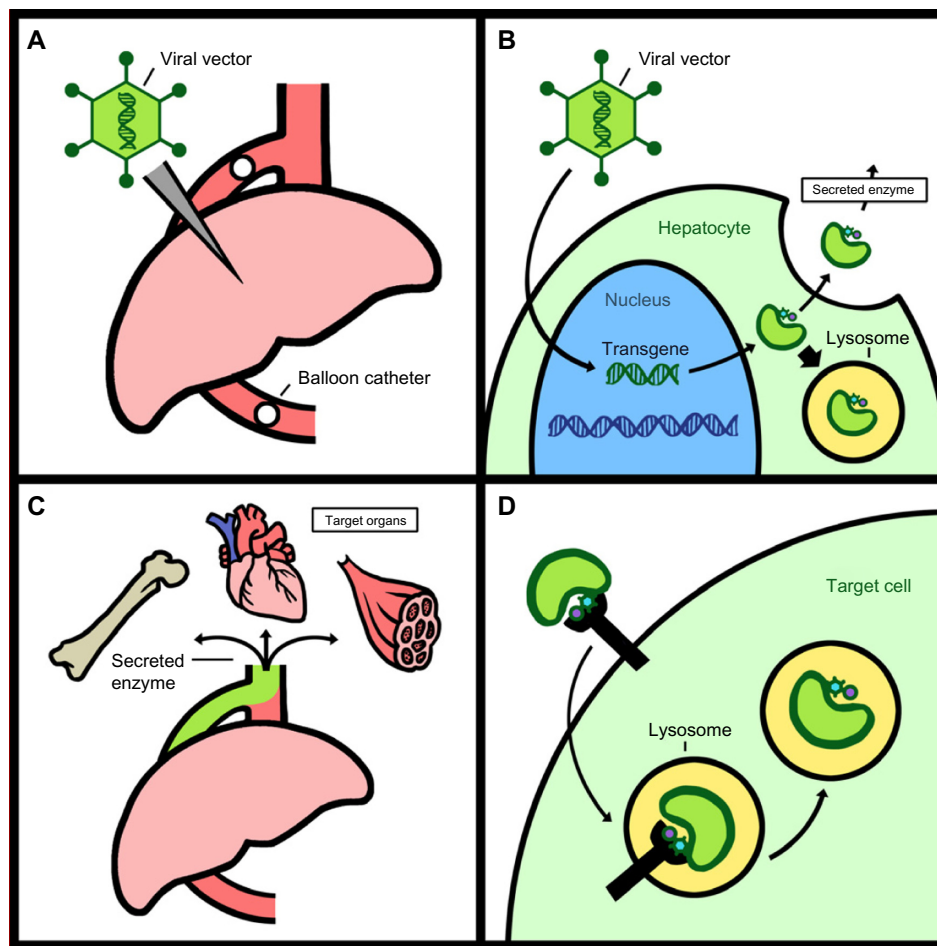 A
Viral vector
Balloon catheter
B
Viral vector
Secreted enzyme
Hepatocyte
Nucleus
Transgene
Lysosome
C
Target organs
Secreted
enzyme
D
Target cell
Lysosome